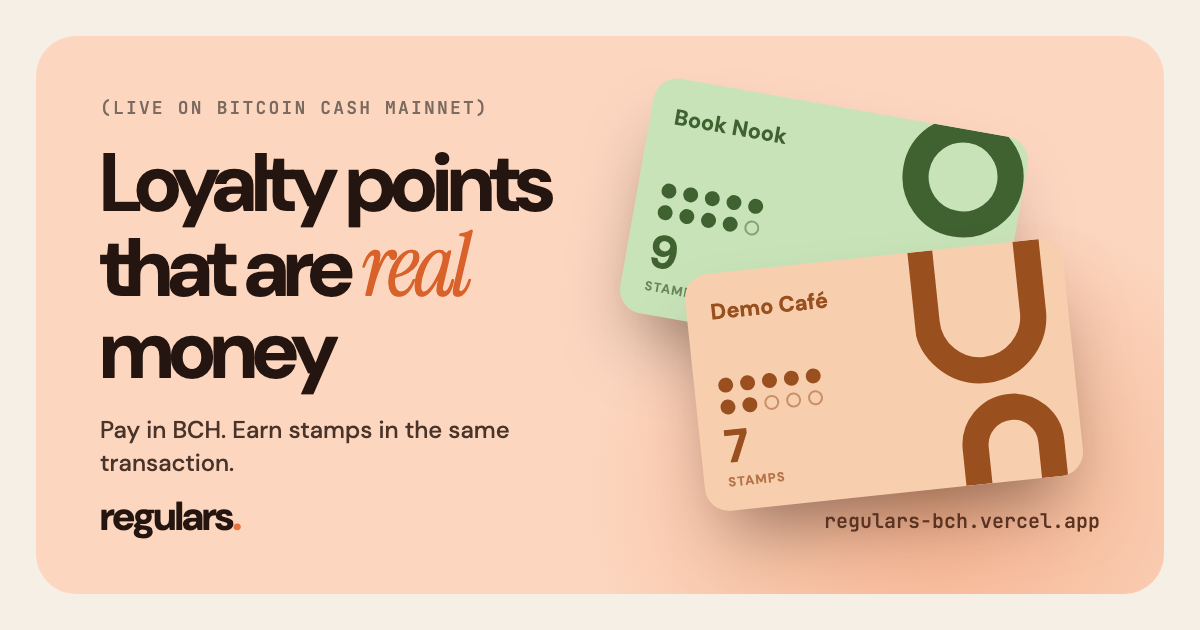 (LIVE ON BITCOIN CASH MAINNET)
Loyalty points
that are real
money
Pay in BCH. Earn stamps in the same
transaction.
regulars.
Book Nook
9
STAM
Demo Café
7
STAMPS
regulars-bch.vercel.app